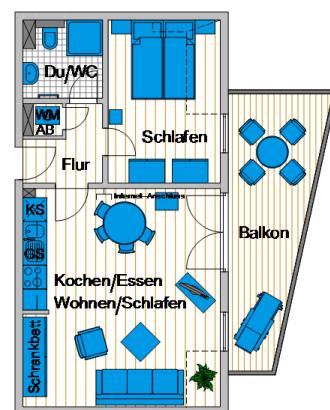 Du/WC
WM
AB
Schlafen
Flur
Internet-Anschluss
KS
GS
Balkon
Kochen/Essen
Wohnen/Schlafen
Schrankbett